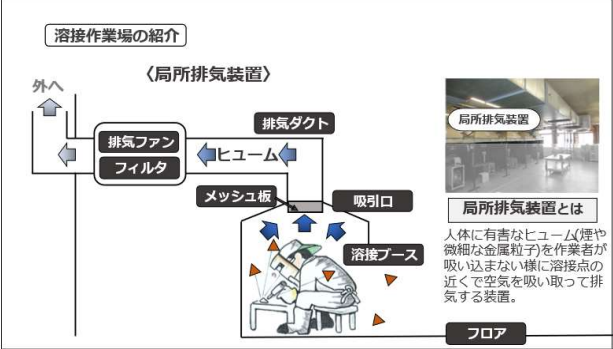 溶接作業場の紹介
〈局所排気装置〉
外へ
排気ダクト
排気ファン
フィルタ
ヒューム
メッシュ板
吸引口
溶接ブース
フロア
局所排気装置
局所排気装置とは
人体に有害なヒューム(煙や
微細な金属粒子)を作業者が
吸い込まない様に溶接点の
近くで空気を吸い取って排
気する装置。